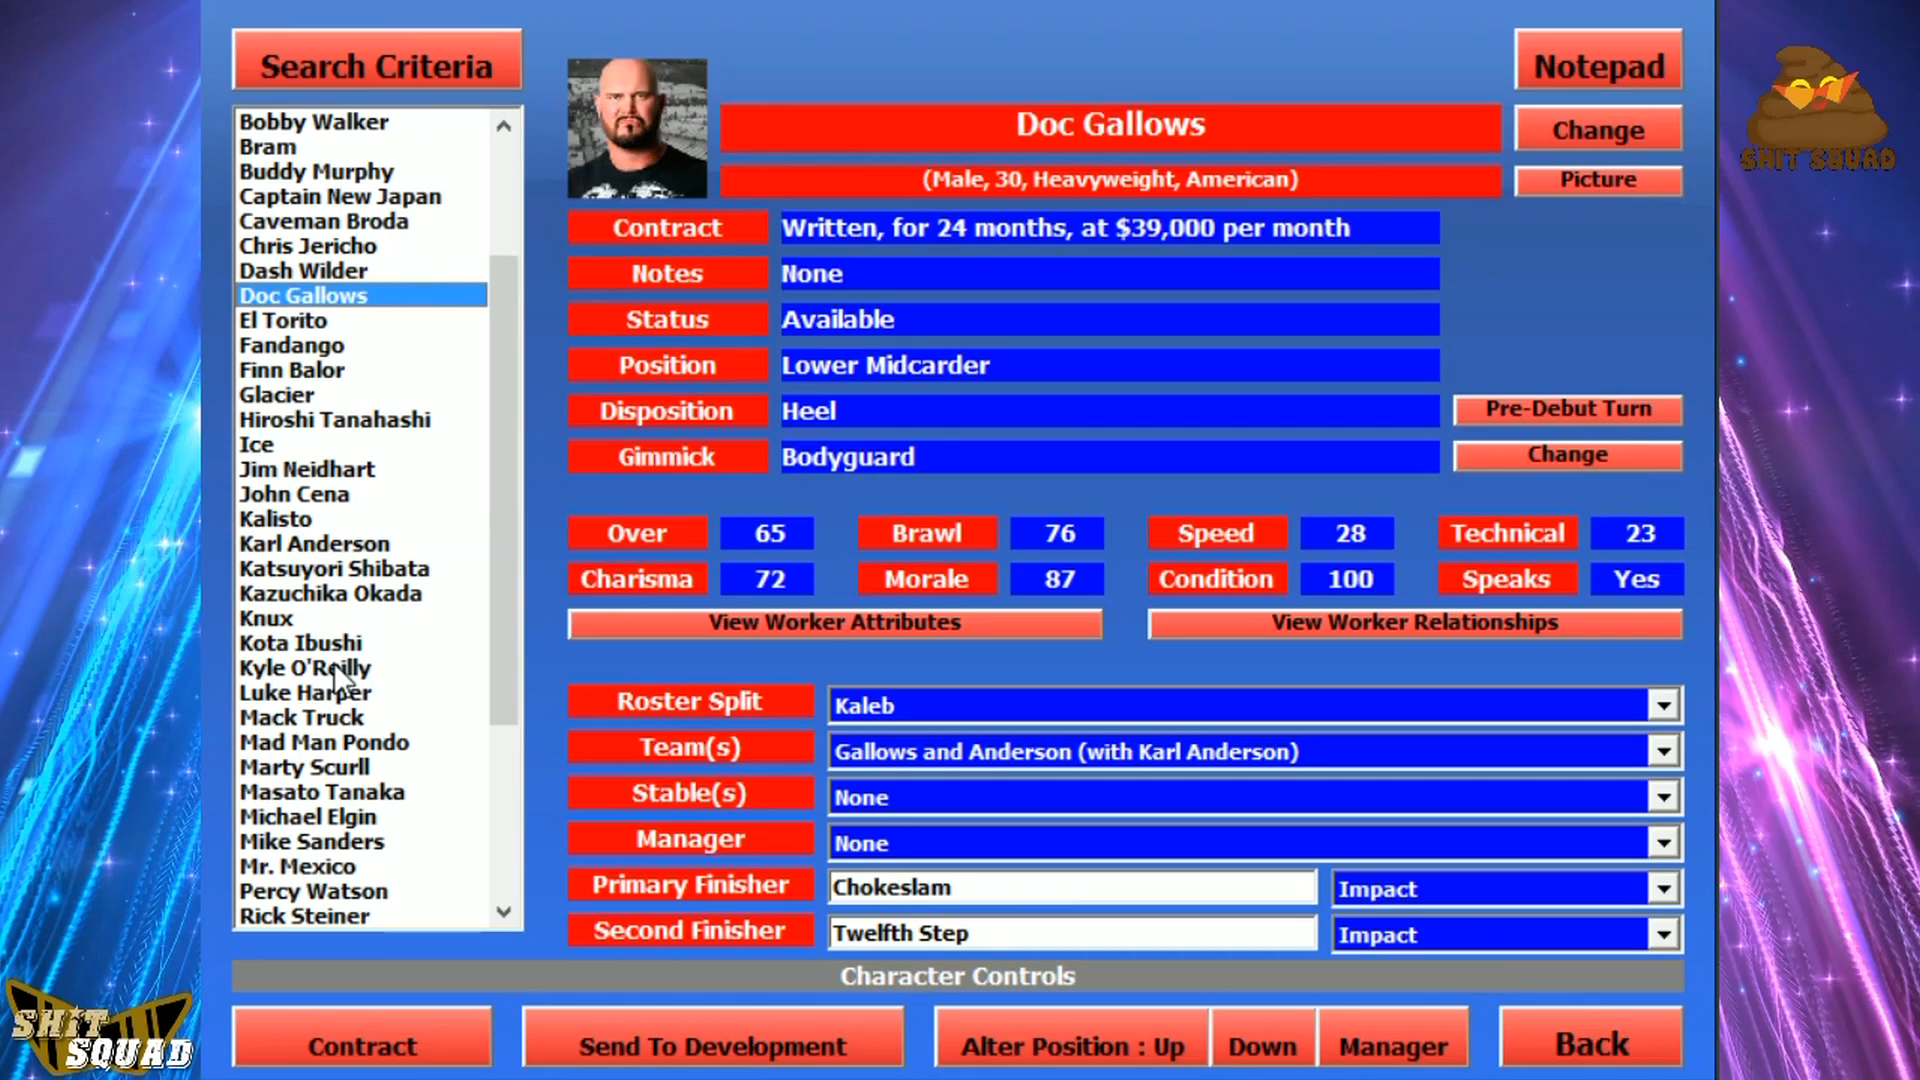 Search Criteria
Notepad
Doc Gallows
Change
(Male, 30, Heavyweight, American)
Picture
SHIT SQUAD
Bobby Walker
Bram
Buddy Murphy
Captain New Japan
Caveman Broda
Chris Jericho
Dash Wilder
Doc Gallows
El Torito
Fandango
Finn Balor
Glacier
Hiroshi Tanahashi
Ice
Jim Neidhart
John Cena
Kalisto
Karl Anderson
Katsuyori Shibata
Kazuchika Okada
Knux
Kota Ibushi
Kyle O'Reilly
Luke Harper
Mack Truck
Mad Man Pondo
Marty Scurll
Masato Tanaka
Michael Elgin
Mike Sanders
Mr. Mexico
Percy Watson
Rick Steiner
Contract Written, for 24 months, at $39,000 per month
Notes None
Status Available
Position Lower Midcarder
Disposition Heel Pre-Debut Turn
Gimmick Bodyguard Change
Over 65 Brawl 76 Speed 28 Technical 23
Charisma 72 Morale 87 Condition 100 Speaks Yes
View Worker Attributes View Worker Relationships
Roster Split Kaleb
Team(s) Gallows and Anderson (with Karl Anderson)
Stable(s) None
Manager None
Primary Finisher Chokeslam Impact
Second Finisher Twelfth Step Impact
Character Controls
SHIT
SQUAD
Contract Send To Development Alter Position : Up Down Manager Back